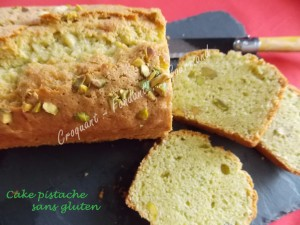 Croquant - Fondant
Cake pistache
sans gluten